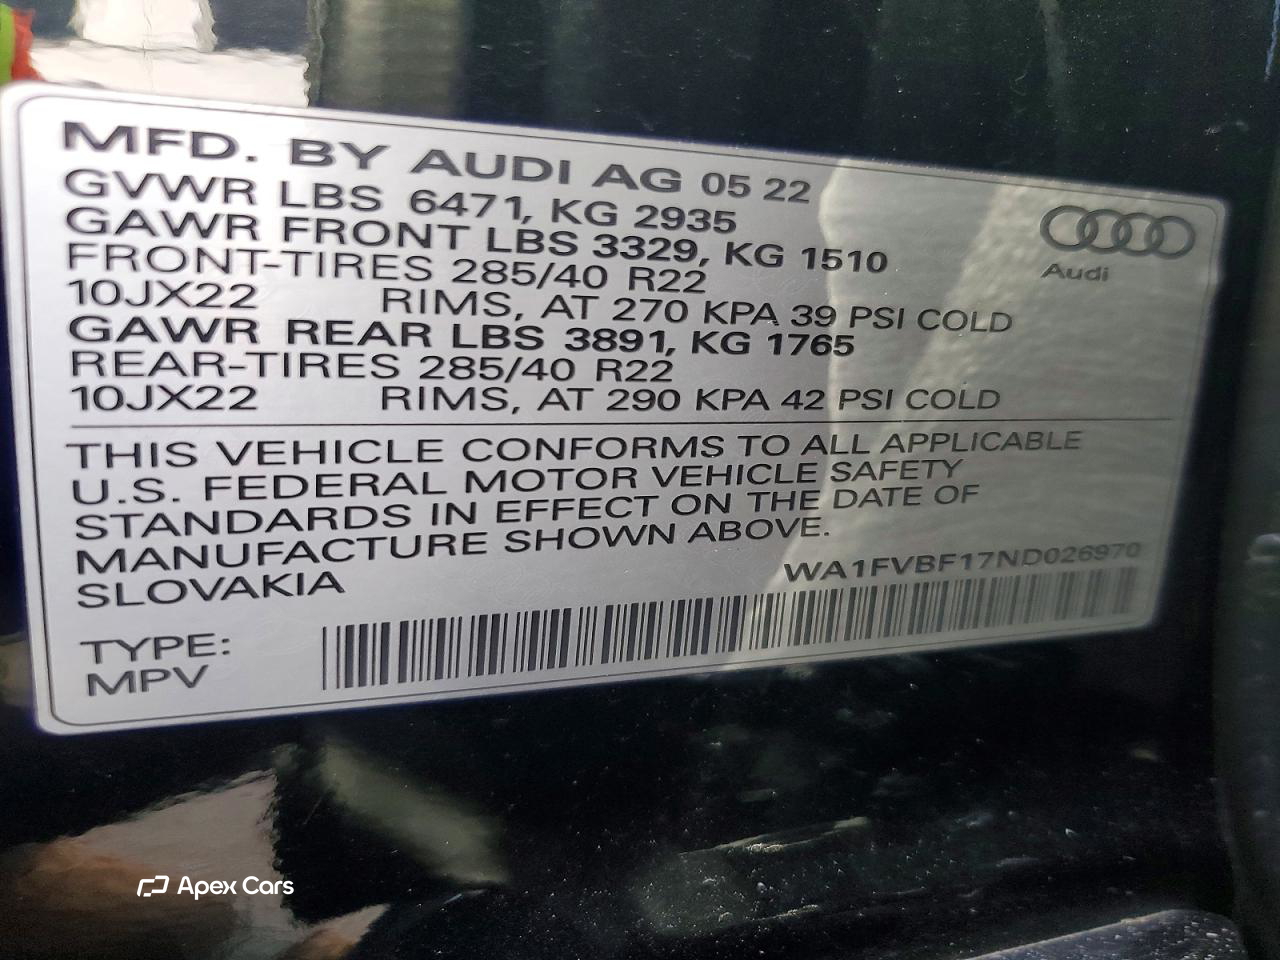 MFD. BY AUDI AG 05 22
GVWR LBS 6471, KG 2935
GAWR FRONT LBS 3329, KG 1510
FRONT-TIRES 285/40 R22
10JX22 RIMS, AT 270 KPA 39 PSI COLD
GAWR REAR LBS 3891, KG 1765
REAR-TIRES 285/40 R22
10JX22 RIMS, AT 290 KPA 42 PSI COLD
Audi
THIS VEHICLE CONFORMS TO ALL APPLICABLE
U.S. FEDERAL MOTOR VEHICLE SAFETY
STANDARDS IN EFFECT ON THE DATE OF
MANUFACTURE SHOWN ABOVE.
SLOVAKIA
WA1FVBF17ND026970
TYPE:
MPV
Apex Cars